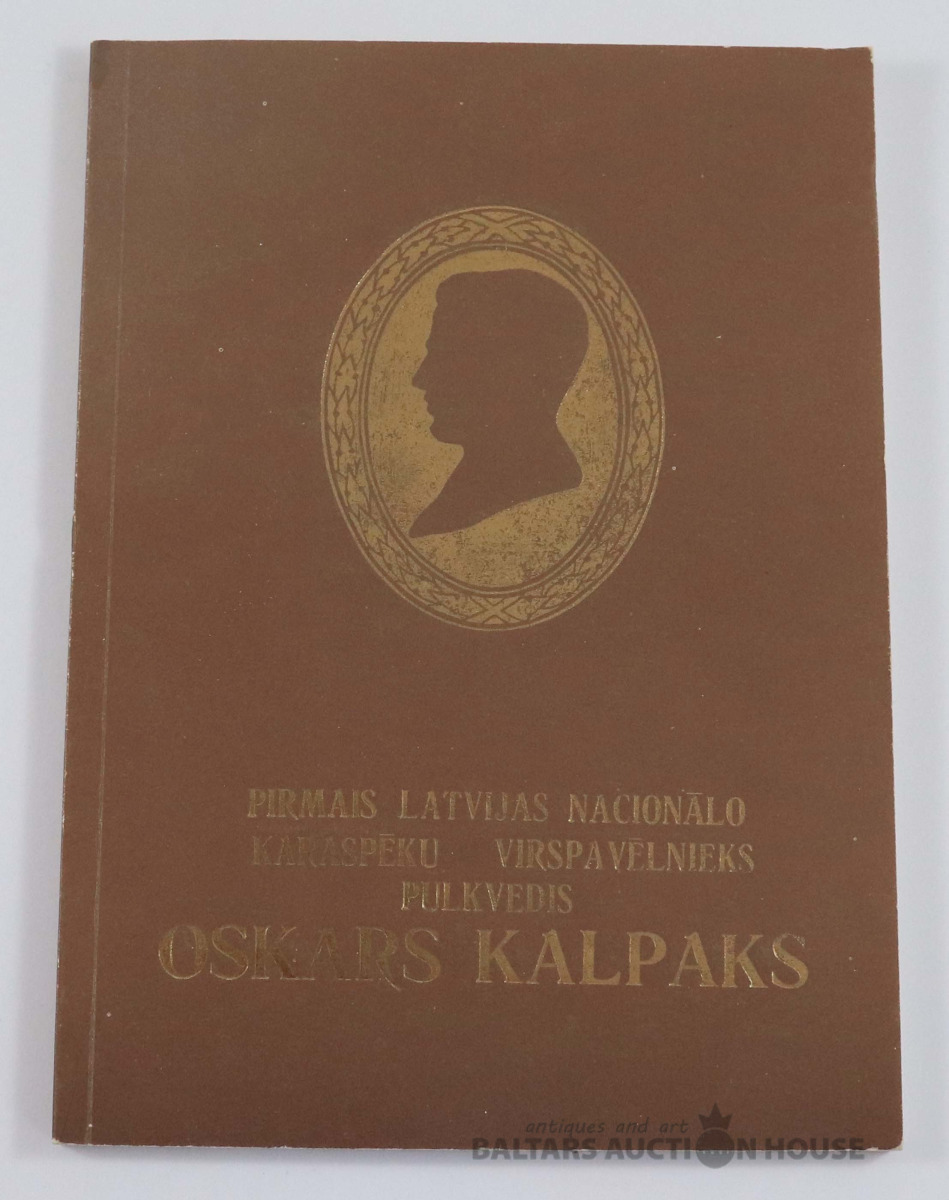 PIRMAIS LATVIJAS NACIONĀLO
KARASPĒKU VIRSPAVĒLNIEKS
PULKVEDIS
OSKARS KALPAKS
antiques and art
BALTARS AUCTION HOUSE